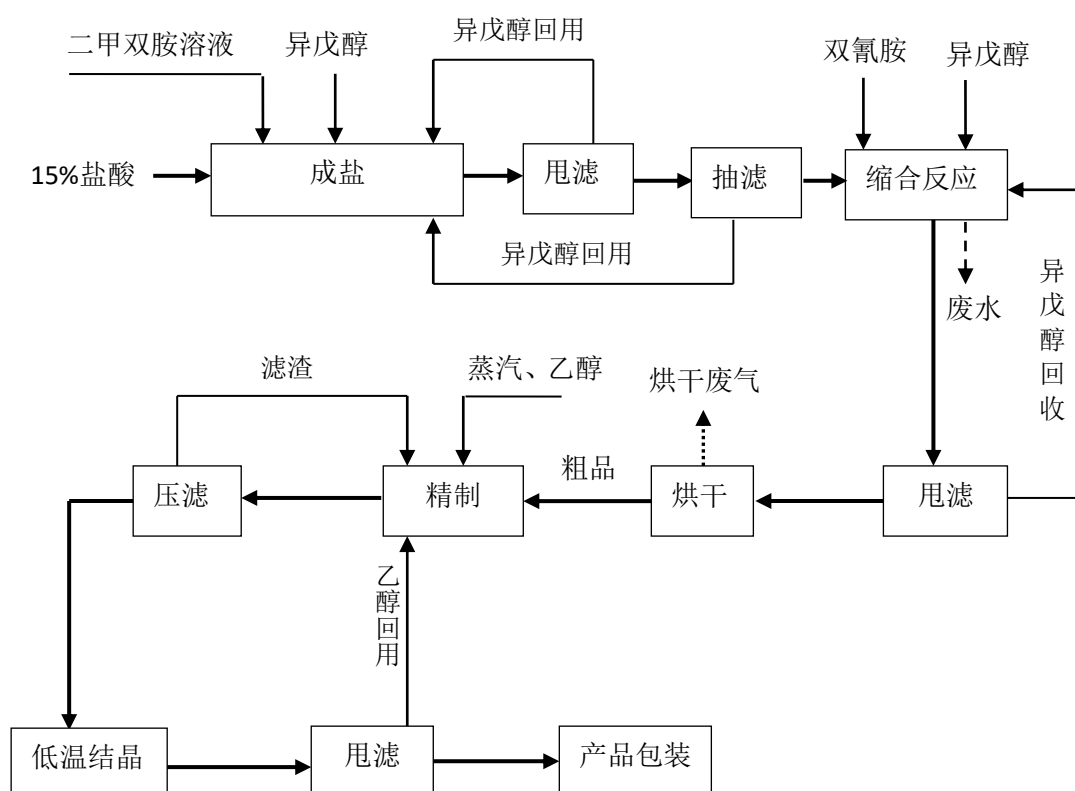 二甲双胺溶液
异戊醇
异戊醇回用
双氰胺
异戊醇
15%盐酸
成盐
甩滤
抽滤
缩合反应
异戊醇回用
废水
异戊醇回收
滤渣
蒸汽、乙醇
烘干废气
压滤
精制
粗品
烘干
甩滤
乙醇回用
低温结晶
甩滤
产品包装